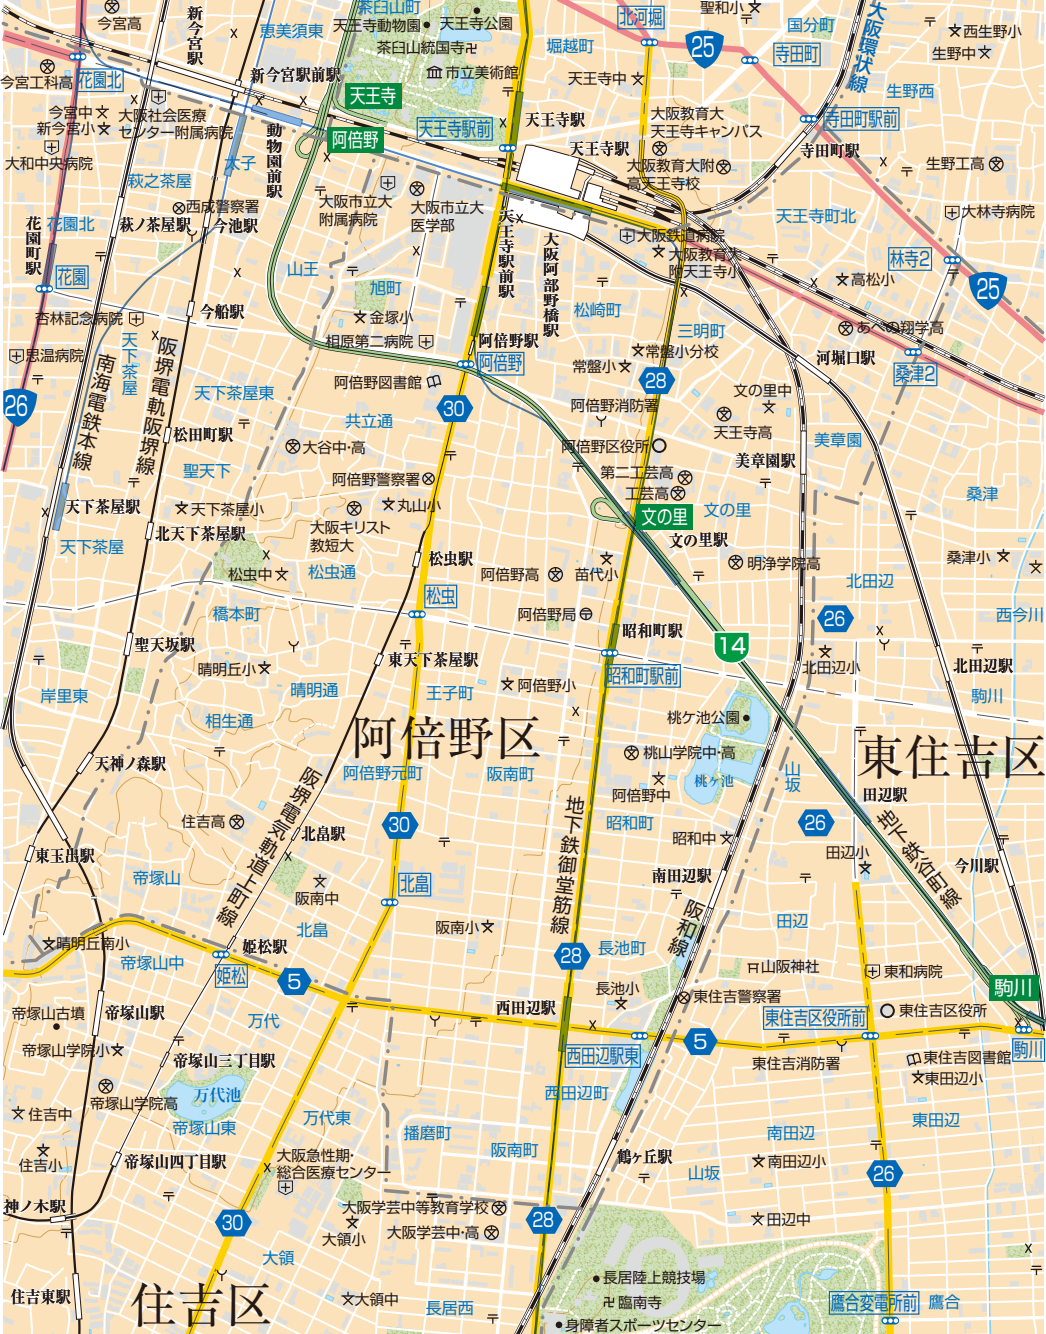 今宮高
新今宮駅
恵美須東
茶臼山町
天王寺動物園
天王寺公園
茶臼山統国寺
堀越町
北河堀
聖和小
国分町
25
寺田町
大阪環状線
西生野小
生野中
生野西
今宮工科高
花園北
新今宮駅前駅
市立美術館
天王寺
天王寺中
今宮中
新今宮小
大阪社会医療
センター附属病院
動物園前駅
阿倍野
天王寺駅前
天王寺駅
大阪教育大
天王寺キャンパス
寺田町駅前
寺田町駅
大和中央病院
太子
萩之茶屋
天王寺駅
大阪教育大附
高天王寺校
生野工高
西成警察署
大阪市立大
附属病院
大阪市立大
医学部
花園北
萩ノ茶屋駅
今池駅
花園町駅
天王寺駅前駅
大阪阿部野橋駅
大阪鉄道病院
大阪教育大
附天王寺小
天王寺町北
大林寺病院
林寺2
花園
山王
旭町
高松小
25
今船駅
松崎町
杏林記念病院
金塚小
相原第二病院
阿倍野駅
三明町
あべの翔学高
思温病院
天下茶屋
南海電鉄本線
阪堺電軌阪堺線
阿倍野
常盤小分校
常盤小
河堀口駅
桑津2
天下茶屋東
阿倍野図書館
28
文の里中
26
30
阿倍野消防署
共立通
天王寺高
松田町駅
大谷中・高
阿倍野区役所
美章園
美章園駅
聖天下
阿倍野警察署
第二工芸高
工芸高
桑津
天下茶屋駅
天下茶屋小
丸山小
文の里
文の里
大阪キリスト
教短大
北天下茶屋駅
文の里駅
天下茶屋
松虫駅
明浄学院高
桑津小
松虫中
松虫通
阿倍野高
苗代小
北田辺
松虫
橋本町
阿倍野局
西今川
26
昭和町駅
14
聖天坂駅
東天下茶屋駅
北田辺小
北田辺駅
晴明丘小
昭和町駅前
岸里東
晴明通
王子町
阿倍野小
駒川
相生通
桃ケ池公園
阿倍野区
東住吉区
天神ノ森駅
桃山学院中・高
山坂
阿倍野元町
阪南町
桃ヶ池
阪堺電気軌道上町線
阿倍野中
田辺駅
地下鉄御堂筋線
住吉高
北畠駅
30
昭和町
26
地下鉄谷町線
昭和中
東玉出駅
田辺小
今川駅
帝塚山
北畠
南田辺駅
阪南中
阪和線
北畠
阪南小
田辺
晴明丘南小
姫松駅
長池町
帝塚山中
28
姫松
5
山阪神社
東和病院
長池小
帝塚山古墳
帝塚山駅
万代
西田辺駅
東住吉警察署
東住吉区役所前
東住吉区役所
駒川
帝塚山学院小
帝塚山三丁目駅
西田辺駅東
5
駒川
東住吉消防署
東住吉図書館
東田辺小
帝塚山学院高
万代池
西田辺町
住吉中
帝塚山東
万代東
播磨町
南田辺
東田辺
阪南町
大阪急性期・
総合医療センター
住吉小
帝塚山四丁目駅
鶴ヶ丘駅
南田辺小
山坂
26
神ノ木駅
大阪学芸中等教育学校
30
28
田辺中
大領小
大阪学芸中・高
大領
長居陸上競技場
住吉東駅
住吉区
大領中
長居西
臨南寺
鷹合変電所前
鷹合
身障者スポーツセンター